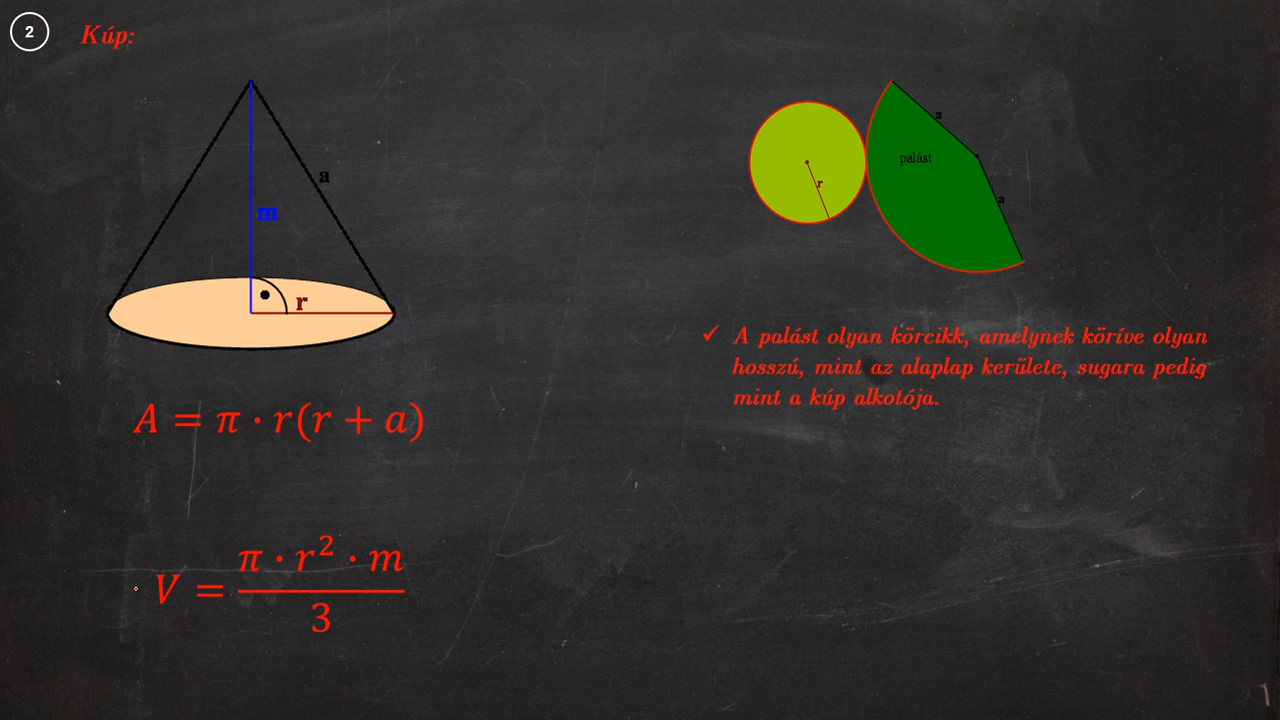 2
Kúp:
a
m
r
a
palást
r
a
✓ A palást olyan körcikk, amelynek köríve olyan
hosszú, mint az alaplap kerülete, sugara pedig
mint a kúp alkotója.
A = π · r(r + a)
V = \frac{π · r² · m}{3}